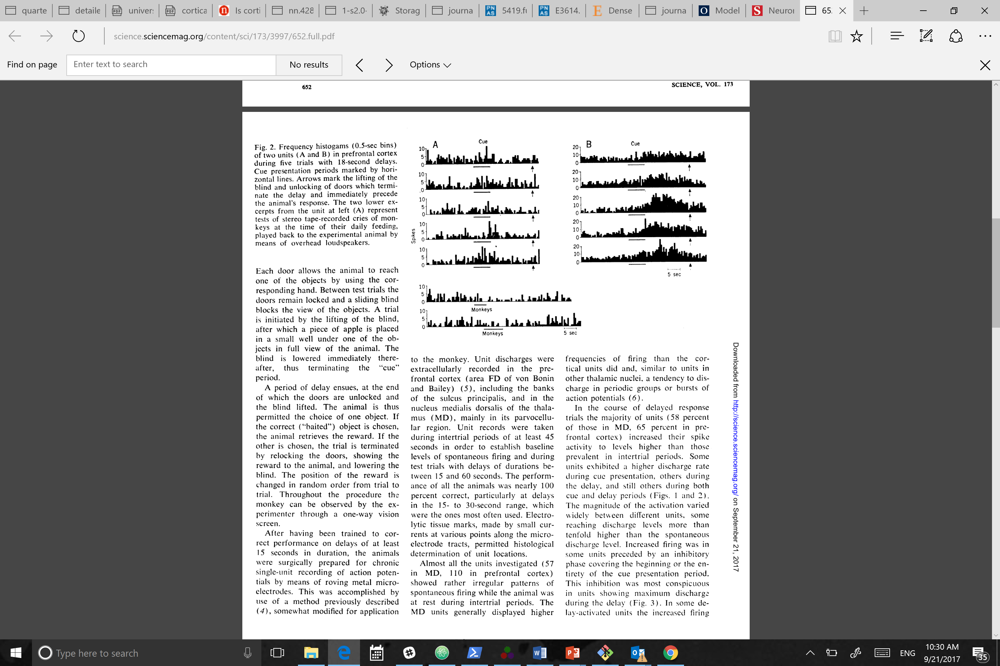 quarte
detaile
univer:
cortica
Is corti
nn.428
1-s2.0-
Storag
journa
5419.fu
E3614.
Dense
journa
Model
Neuror
65.
science.sciencemag.org/content/sci/173/3997/652.full.pdf
Find on page
Enter text to search
No results
Options
652
SCIENCE, VOL. 173
Fig. 2. Frequency histogams (0.5-sec bins)
of two units (A and B) in prefrontal cortex
during five trials with 18-second delays.
Cue presentation periods marked by hori-
zontal lines. Arrows mark the lifting of the
blind and unlocking of doors which termi-
nate the delay and immediately precede
the animal's response. The two lower ex-
cerpts from the unit at left (A) represent
tests of stereo tape-recorded cries of mon-
keys at the time of their daily feeding,
played back to the experimental animal by
means of overhead loudspeakers.
A
Cue
10
5
0
10
5
.0
10
5
0
10
5
0
10
5
0
Spikes
10
5
0
Monkeys
10
5
0
Monkeys
5 sec
B
Cue
20
10
0
20
10
0
20
10
0
20
10
0
20
10
0
5 sec
Each door allows the animal to reach
one of the objects by using the cor-
responding hand. Between test trials the
doors remain locked and a sliding blind
blocks the view of the objects. A trial
is initiated by the lifting of the blind,
after which a piece of apple is placed
in a small well under one of the ob-
jects in full view of the animal. The
blind is lowered immediately there-
after, thus terminating the “cue”
period.
A period of delay ensues, at the end
of which the doors are unlocked and
the blind lifted. The animal is thus
permitted the choice of one object. If
the correct (“baited”) object is chosen,
the animal retrieves the reward. If the
other is chosen, the trial is terminated
by relocking the doors, showing the
reward to the animal, and lowering the
blind. The position of the reward is
changed in random order from trial to
trial. Throughout the procedure the
monkey can be observed by the ex-
perimenter through a one-way vision
screen.
After having been trained to cor-
rect performance on delays of at least
15 seconds in duration, the animals
were surgically prepared for chronic
single-unit recording of action poten-
tials by means of roving metal micro-
electrodes. This was accomplished by
use of a method previously described
(4), somewhat modified for application
to the monkey. Unit discharges were
extracellularly recorded in the pre-
frontal cortex (area FD of von Bonin
and Bailey) (5), including the banks
of the sulcus principalis, and in the
nucleus medialis dorsalis of the thala-
mus (MD), mainly in its parvocellu-
lar region. Unit records were taken
during intertrial periods of at least 45
seconds in order to establish baseline
levels of spontaneous firing and during
test trials with delays of durations be-
tween 15 and 60 seconds. The perform-
ance of all the animals was nearly 100
percent correct, particularly at delays
in the 15- to 30-second range, which
were the ones most often used. Electro-
lytic tissue marks, made by small cur-
rents at various points along the micro-
electrode tracts, permitted histological
determination of unit locations.
Almost all the units investigated (57
in MD, 110 in prefrontal cortex)
showed rather irregular patterns of
spontaneous firing while the animal was
at rest during intertrial periods. The
MD units generally displayed higher
frequencies of firing than the cor-
tical units did and, similar to units in
other thalamic nuclei, a tendency to dis-
charge in periodic groups or bursts of
action potentials (6).
In the course of delayed response
trials the majority of units (58 percent
of those in MD, 65 percent in pre-
frontal cortex) increased their spike
activity to levels higher than those
prevalent in intertrial periods. Some
units exhibited a higher discharge rate
during cue presentation, others during
the delay, and still others during both
cue and delay periods (Figs. 1 and 2).
The magnitude of the activation varied
widely between different units, some
reaching discharge levels more than
tenfold higher than the spontaneous
discharge level. Increased firing was in
some units preceded by an inhibitory
phase covering the beginning or the en-
tirety of the cue presentation period.
This inhibition was most conspicuous
in units showing maximum discharge
during the delay (Fig. 3). In some de-
lay-activated units the increased firing
Downloaded from http://science.sciencemag.org/ on September 21, 2017
Type here to search
ENG
10:30 AM
9/21/2017
35